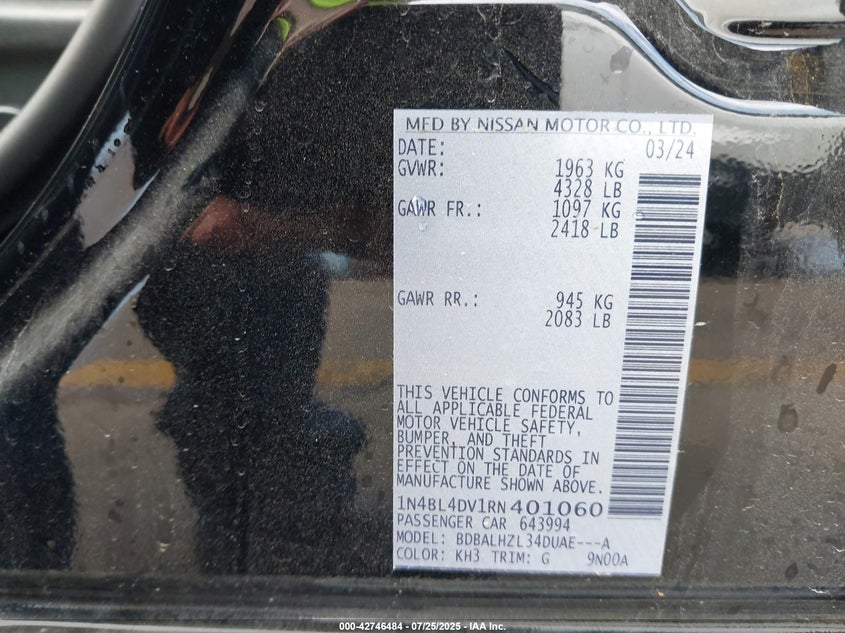 MFD BY NISSAN MOTOR CO., LTD.
DATE: 03/24
GVWR: 1963 KG
4328 LB
GAWR FR.: 1097 KG
2418 LB
GAWR RR.: 945 KG
2083 LB
THIS VEHICLE CONFORMS TO
ALL APPLICABLE FEDERAL
MOTOR VEHICLE SAFETY,
BUMPER, AND THEFT
PREVENTION STANDARDS IN
EFFECT ON THE DATE OF
MANUFACTURE SHOWN ABOVE.
1N4BL4DV1RN401060
PASSENGER CAR 643994
MODEL: BDBALHZL34DUAE---A
COLOR: KH3 TRIM: G 9N00A
000-42746484 - 07/25/2025 - IAA Inc.